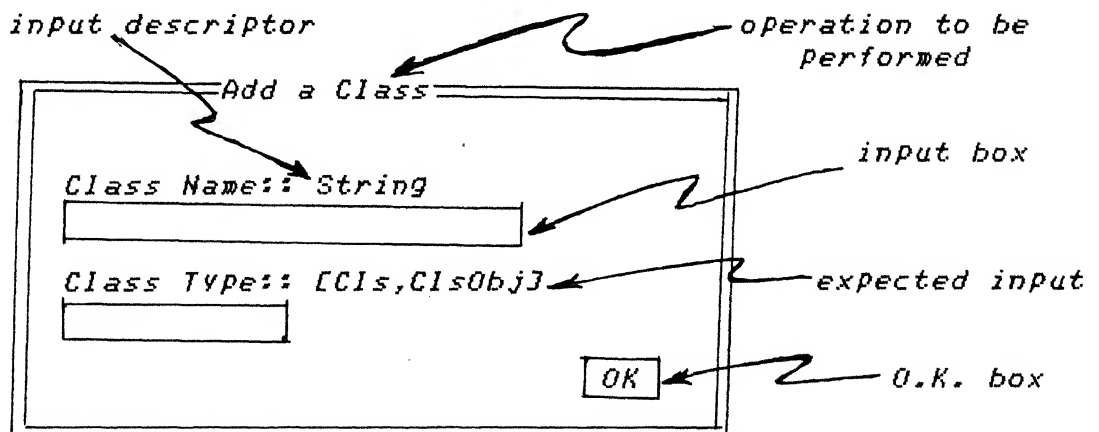 input descriptor
operation to be
performed
Add a Class
input box
Class Name:: String
Class Type:: [Cls,ClsObj]
expected input
OK
O.K. box